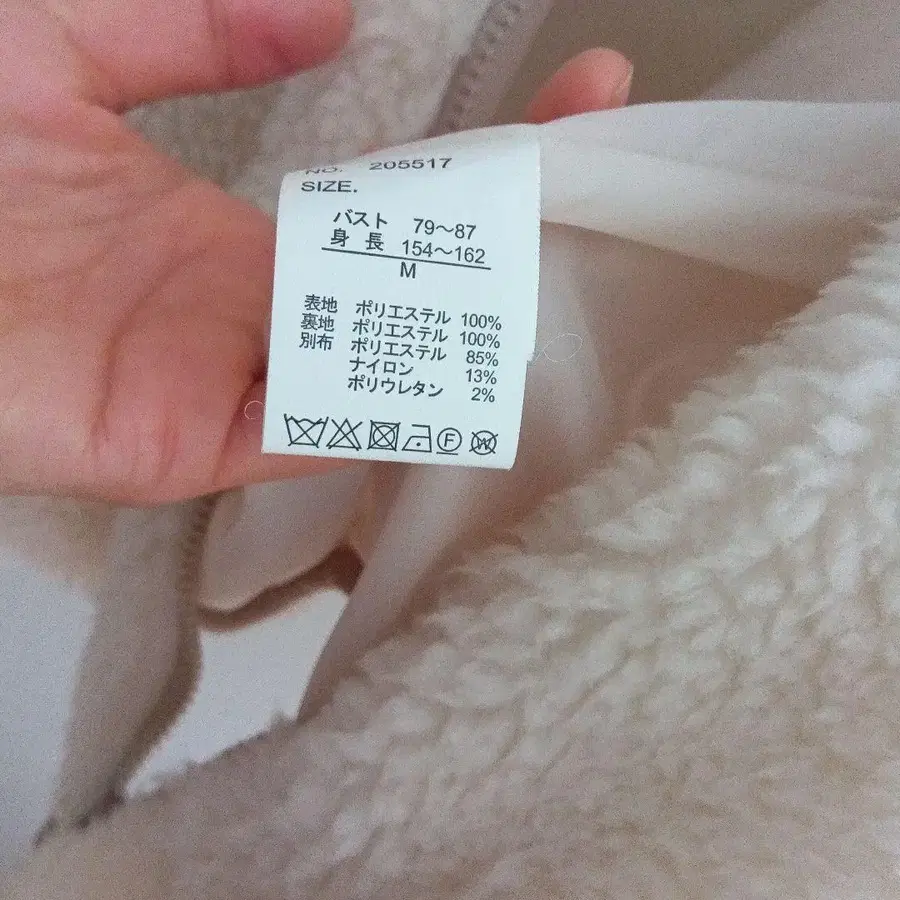 NO. 205517
SIZE.
バスト 79～87
身長 154～162
M
表地 ポリエステル 100%
裏地 ポリエステル 100%
別布 ポリエステル 85%
ナイロン 13%
ポリウレタン 2%
F W